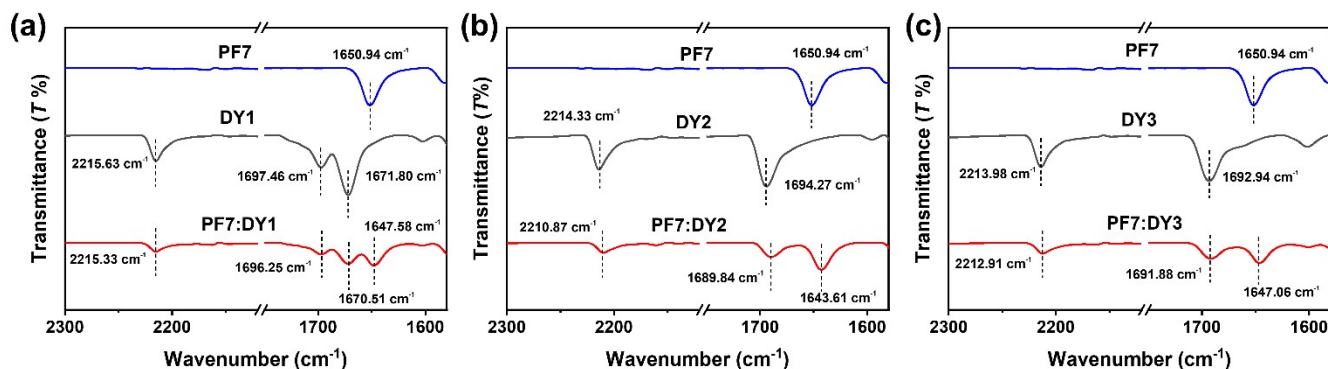 (a)
PF7
1650.94 cm⁻¹
DY1
2215.63 cm⁻¹
1697.46 cm⁻¹
1671.80 cm⁻¹
PF7:DY1
1647.58 cm⁻¹
2215.33 cm⁻¹
1696.25 cm⁻¹
1670.51 cm⁻¹
Transmittance (T %)
2300 2200 1700 1600
Wavenumber (cm⁻¹)
(b)
PF7
1650.94 cm⁻¹
2214.33 cm⁻¹
DY2
1694.27 cm⁻¹
2210.87 cm⁻¹
PF7:DY2
1689.84 cm⁻¹
1643.61 cm⁻¹
Transmittance (T%)
2300 2200 1700 1600
Wavenumber (cm⁻¹)
(c)
PF7
1650.94 cm⁻¹
DY3
2213.98 cm⁻¹
1692.94 cm⁻¹
PF7:DY3
2212.91 cm⁻¹
1691.88 cm⁻¹
1647.06 cm⁻¹
Transmittance (T %)
2300 2200 1700 1600
Wavenumber (cm⁻¹)